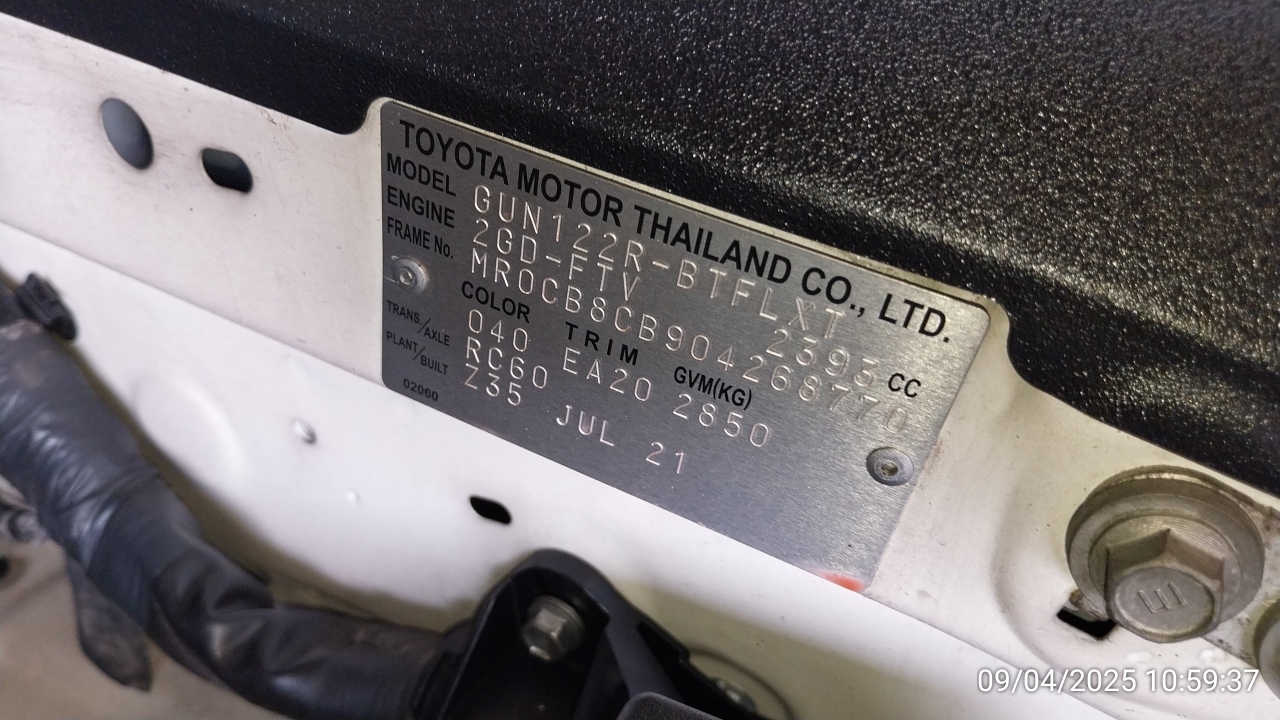 TOYOTA MOTOR THAILAND CO., LTD.
MODEL GUN122R-BTFLXT
ENGINE 2GD-FTV 2393 CC
FRAME No. MR0CB8CB904268770
COLOR TRIM GVM(KG)
040 EA20 2850
TRANS/AXLE RC60
PLANT/BUILT Z35 JUL 21
02060
E
09/04/2025 10:59:37